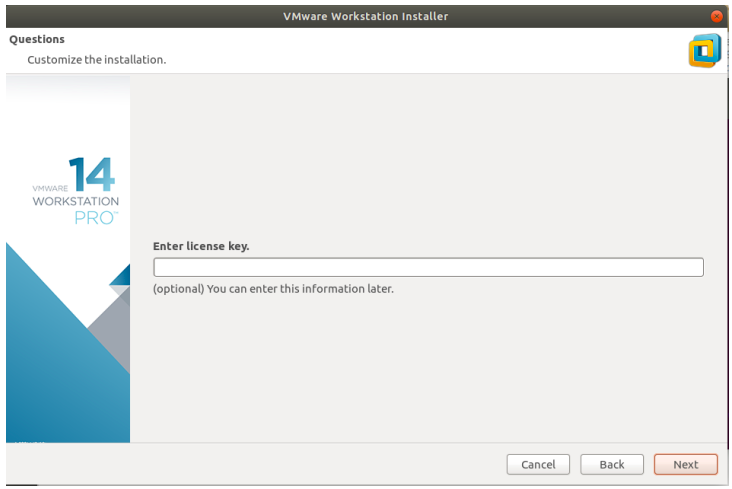 VMware Workstation Installer
Questions
Customize the installation.
VMWARE 14
WORKSTATION
PRO™
Enter license key.
(optional) You can enter this information later.
Cancel Back Next